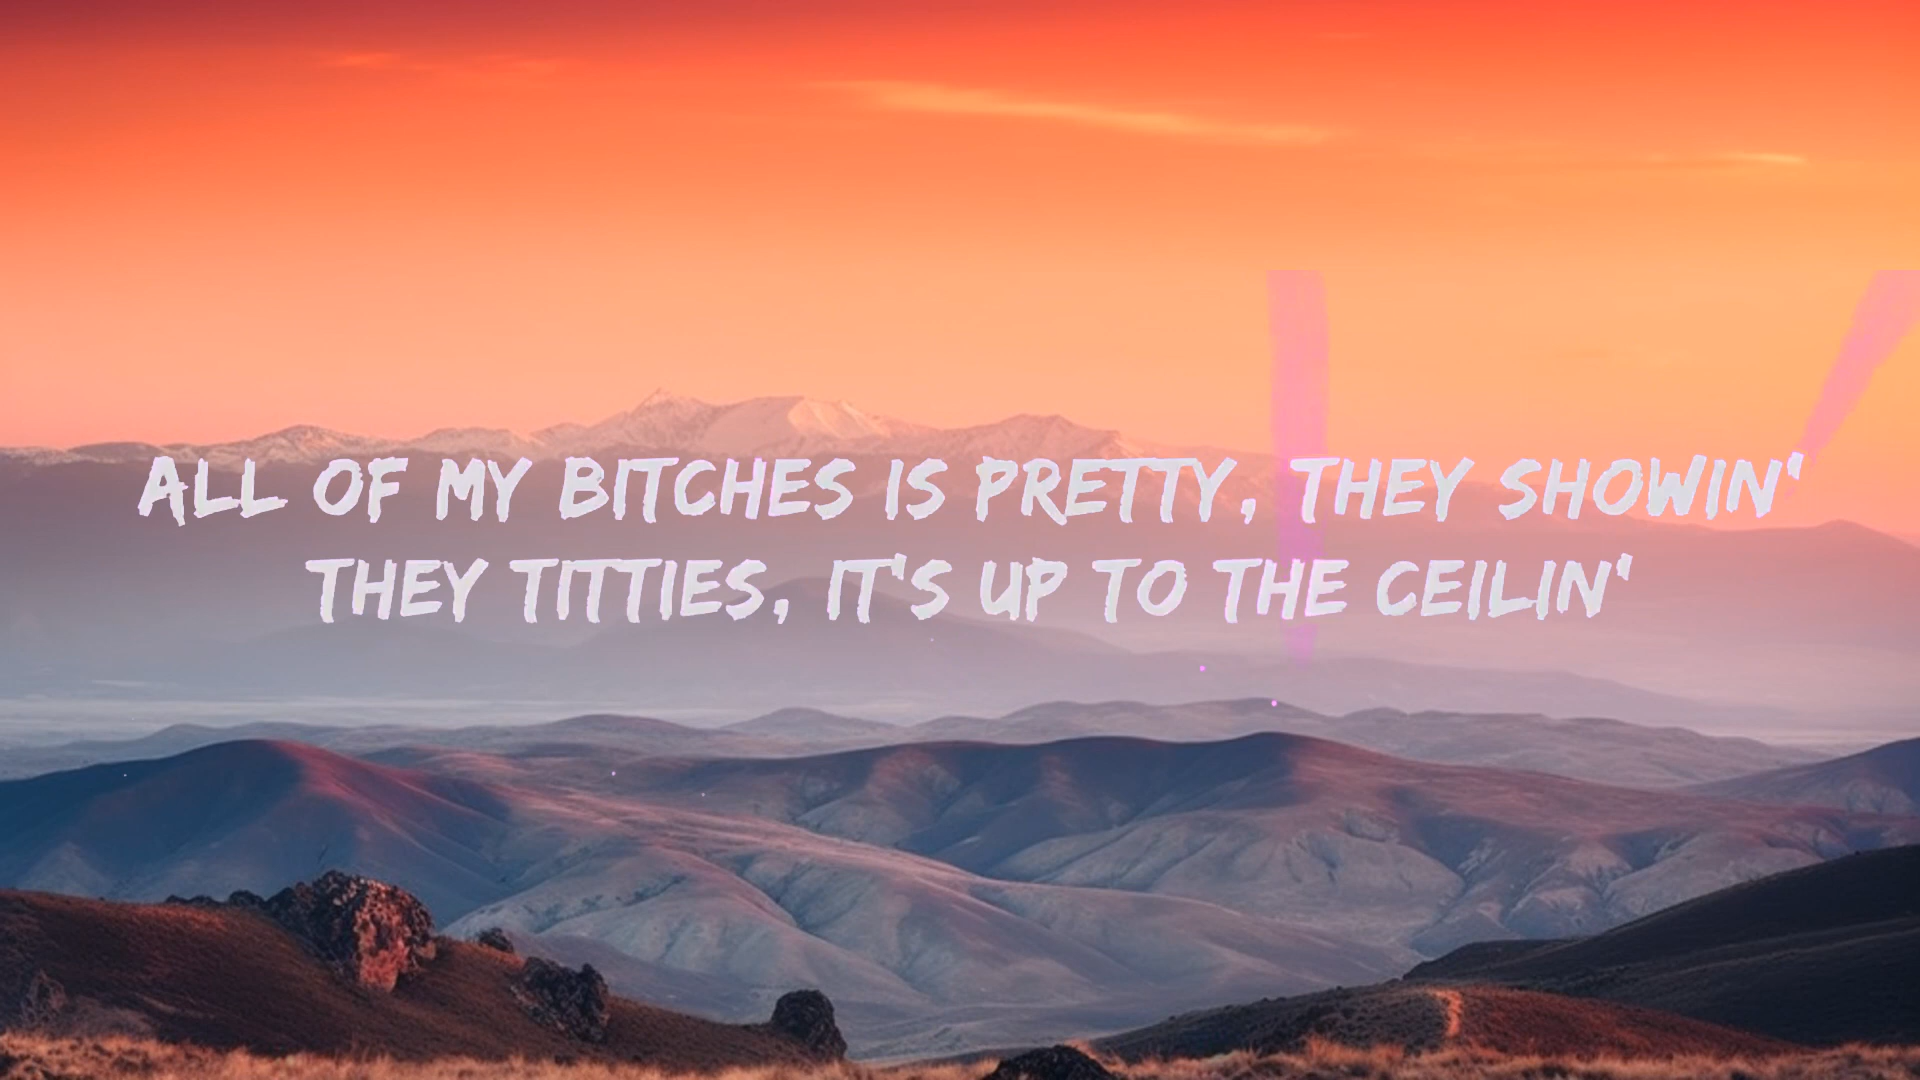 ALL OF MY BITCHES IS PRETTY, THEY SHOWIN'
THEY TITTIES, IT'S UP TO THE CEILIN'